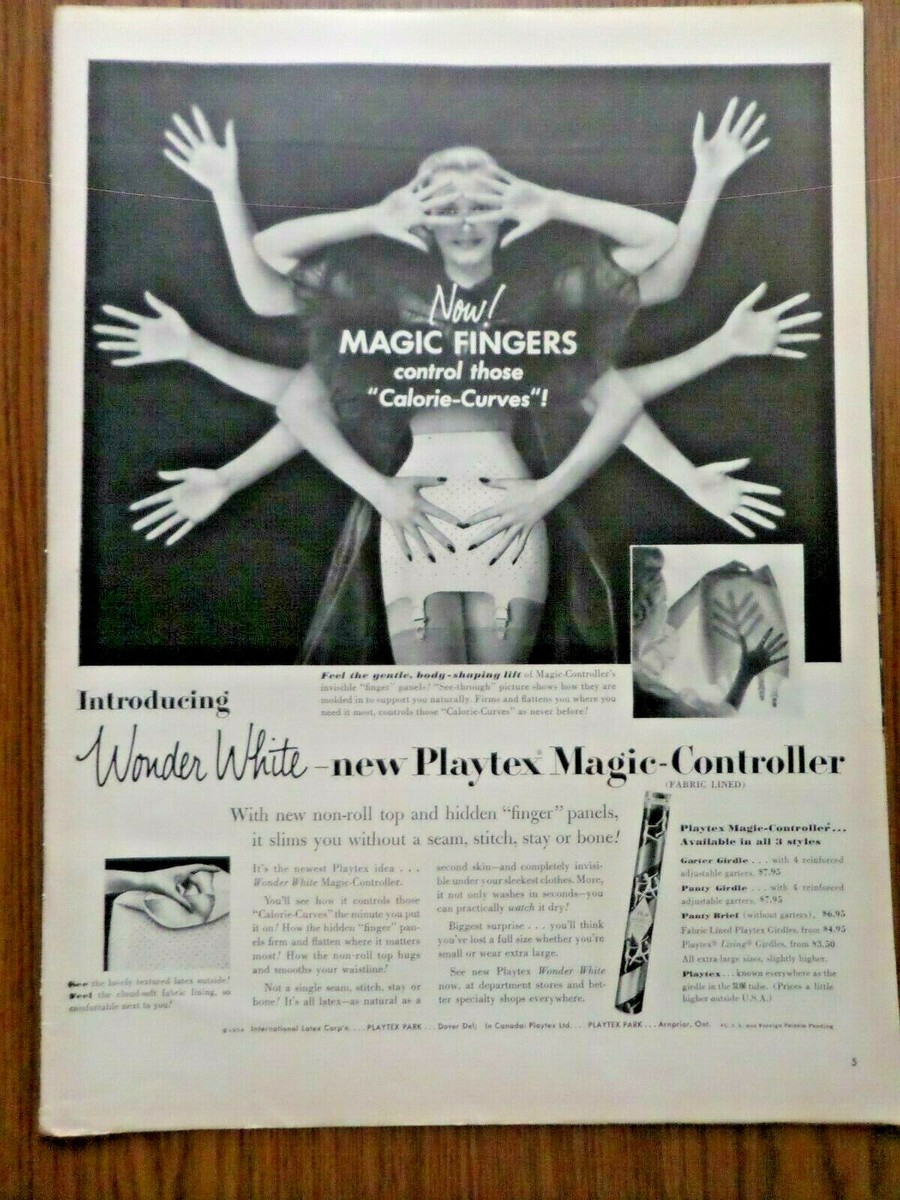 Now!
MAGIC FINGERS
control those
"Calorie-Curves"!
Feel the gentle, body-shaping lift of Magic-Controller's
invisible "finger" panels! "See-through" picture shows how they are
molded in to support you naturally. Firms and flattens you where you
need it most, controls those "Calorie-Curves" as never before!
Introducing
Wonder White – new Playtex® Magic-Controller
(FABRIC LINED)
With new non-roll top and hidden "finger" panels,
it slims you without a seam, stitch, stay or bone!
It's the newest Playtex idea . . .
Wonder White Magic-Controller.
You'll see how it controls those
"Calorie-Curves" the minute you put
it on! How the hidden "finger" pan-
els firm and flatten where it matters
most! How the non-roll top hugs
and smooths your waistline!
Not a single seam, stitch, stay or
bone! It's all latex—as natural as a
second skin—and completely invisi-
ble under your sleekest clothes. More,
it not only washes in seconds—you
can practically watch it dry!
Biggest surprise . . . you'll think
you've lost a full size whether you're
small or wear extra large.
See new Playtex Wonder White
now, at department stores and bet-
ter specialty shops everywhere.
Playtex Magic-Controller...
Available in all 3 styles
Garter Girdle . . . with 4 reinforced
adjustable garters, $7.95
Panty Girdle . . . with 4 reinforced
adjustable garters, $7.95
Panty Brief (without garters), $6.95
Fabric Lined Playtex Girdles, from $4.95
Playtex® Living® Girdles, from $3.50
All extra-large sizes, slightly higher.
Playtex . . . known everywhere as the
girdle in the SLIM tube. (Prices a little
higher outside U.S.A.)
See the lovely textured latex outside!
Feel the cloud-soft fabric lining, so
comfortable next to you!
International Latex Corp'n. . . . PLAYTEX PARK . . . Dover Del; In Canada: Playtex Ltd. . . . PLAYTEX PARK . . . Arnprior, Ont. U. S. and Foreign Patents Pending
5